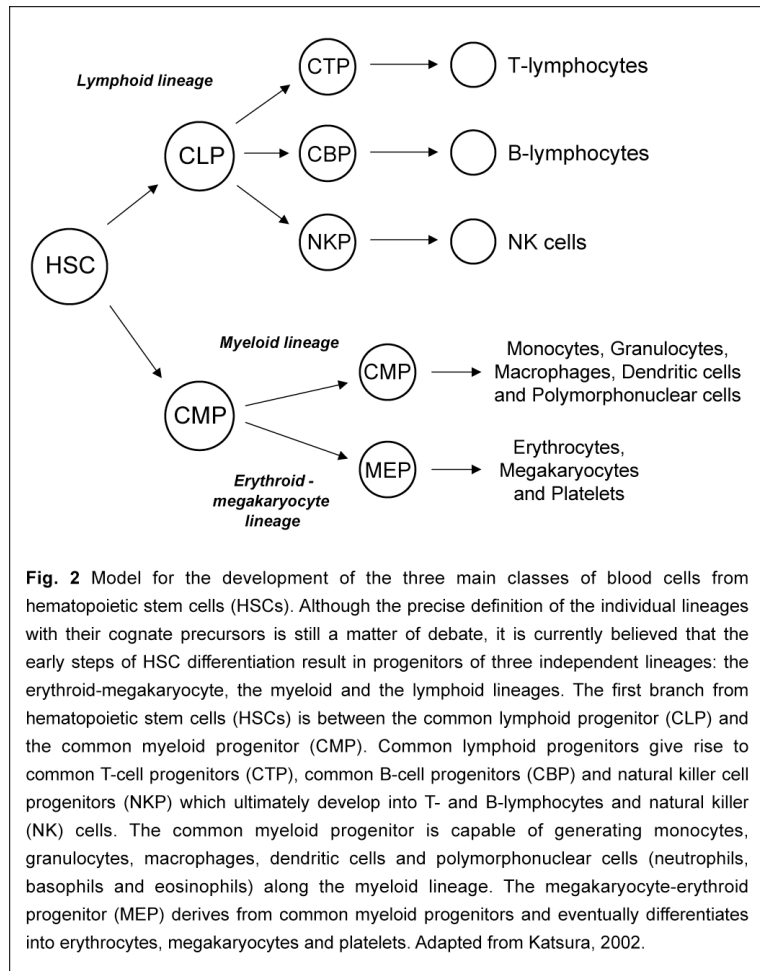 CTP
T-lymphocytes
Lymphoid lineage
CLP
CBP
B-lymphocytes
NKP
NK cells
HSC
Myeloid lineage
CMP
Monocytes, Granulocytes,
Macrophages, Dendritic cells
and Polymorphonuclear cells
CMP
MEP
Erythrocytes,
Megakaryocytes
and Platelets
Erythroid -
megakaryocyte
lineage
Fig. 2 Model for the development of the three main classes of blood cells from
hematopoietic stem cells (HSCs). Although the precise definition of the individual lineages
with their cognate precursors is still a matter of debate, it is currently believed that the
early steps of HSC differentiation result in progenitors of three independent lineages: the
erythroid-megakaryocyte, the myeloid and the lymphoid lineages. The first branch from
hematopoietic stem cells (HSCs) is between the common lymphoid progenitor (CLP) and
the common myeloid progenitor (CMP). Common lymphoid progenitors give rise to
common T-cell progenitors (CTP), common B-cell progenitors (CBP) and natural killer cell
progenitors (NKP) which ultimately develop into T- and B-lymphocytes and natural killer
(NK) cells. The common myeloid progenitor is capable of generating monocytes,
granulocytes, macrophages, dendritic cells and polymorphonuclear cells (neutrophils,
basophils and eosinophils) along the myeloid lineage. The megakaryocyte-erythroid
progenitor (MEP) derives from common myeloid progenitors and eventually differentiates
into erythrocytes, megakaryocytes and platelets. Adapted from Katsura, 2002.